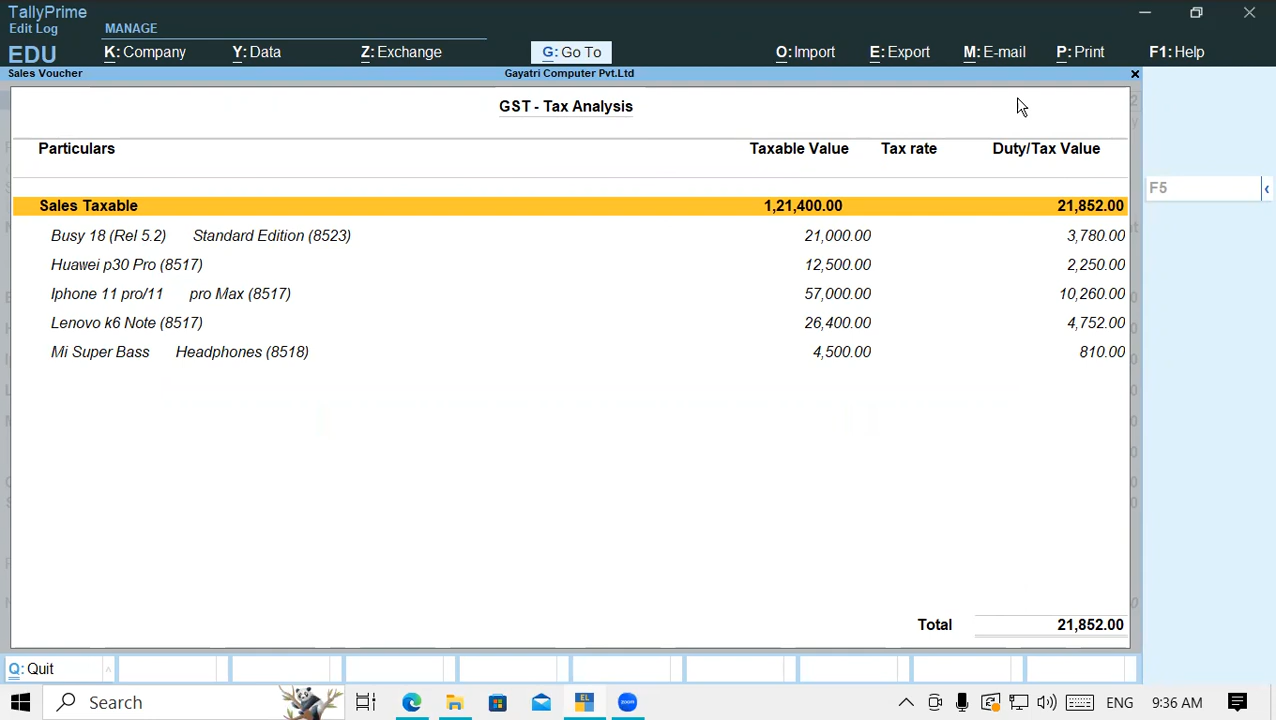 TallyPrime
Edit Log
MANAGE
EDU K: Company Y: Data Z: Exchange G: Go To O: Import E: Export M: E-mail P: Print F1: Help
Sales Voucher Gayatri Computer Pvt.Ltd
GST - Tax Analysis
Particulars Taxable Value Tax rate Duty/Tax Value
F5
Sales Taxable 1,21,400.00 21,852.00
Busy 18 (Rel 5.2) Standard Edition (8523) 21,000.00 3,780.00
Huawei p30 Pro (8517) 12,500.00 2,250.00
Iphone 11 pro/11 pro Max (8517) 57,000.00 10,260.00
Lenovo k6 Note (8517) 26,400.00 4,752.00
Mi Super Bass Headphones (8518) 4,500.00 810.00
Total 21,852.00
Q: Quit
Search EL zoom ENG 9:36 AM